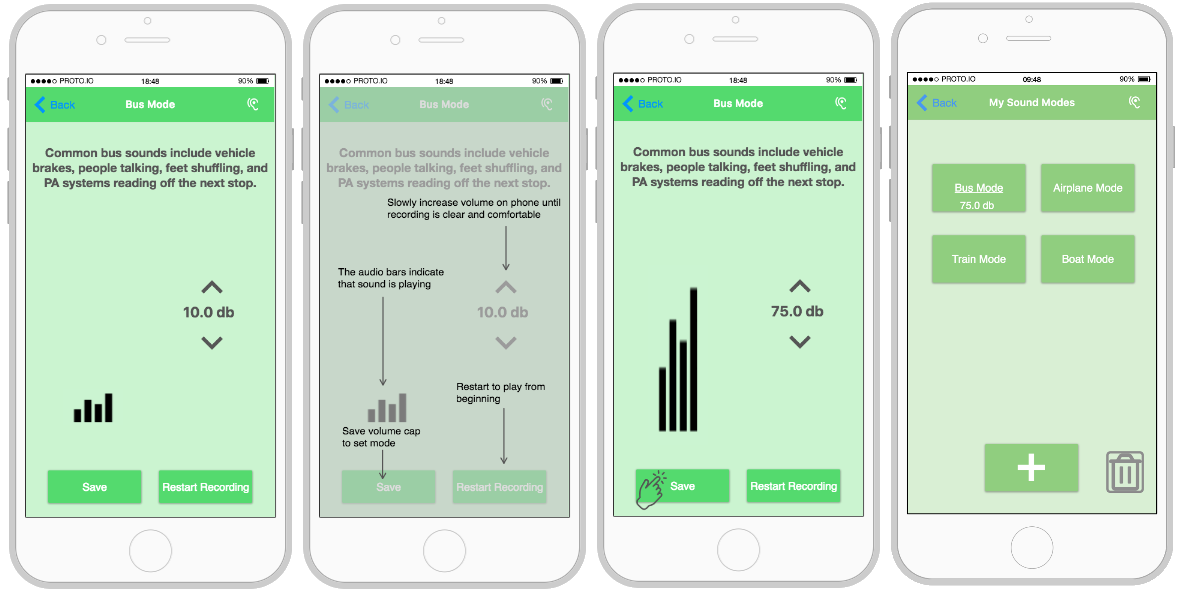 ●●●●○ PROTO.IO 18:48 90%
Back Bus Mode
Common bus sounds include vehicle
brakes, people talking, feet shuffling, and
PA systems reading off the next stop.
10.0 db
Save Restart Recording
●●●●○ PROTO.IO 18:48 90%
Back Bus Mode
Common bus sounds include vehicle
brakes, people talking, feet shuffling, and
PA systems reading off the next stop.
Slowly increase volume on phone until
recording is clear and comfortable
The audio bars indicate
that sound is playing
10.0 db
Restart to play from
beginning
Save volume cap
to set mode
Save Restart Recording
●●●●○ PROTO.IO 18:48 90%
Back Bus Mode
Common bus sounds include vehicle
brakes, people talking, feet shuffling, and
PA systems reading off the next stop.
75.0 db
Save Restart Recording
●●●●○ PROTO.IO 09:48 90%
Back My Sound Modes
Bus Mode
75.0 db
Airplane Mode
Train Mode
Boat Mode
+